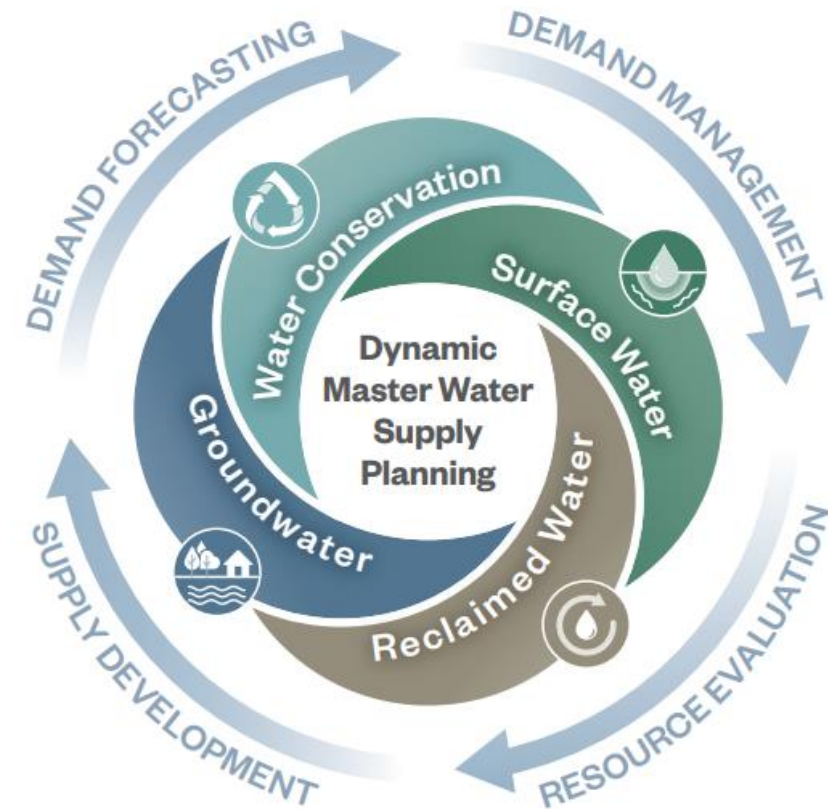 DEMAND FORECASTING
DEMAND MANAGEMENT
Water Conservation
Surface Water
Dynamic
Master Water
Supply
Planning
Groundwater
Reclaimed Water
SUPPLY DEVELOPMENT
RESOURCE EVALUATION